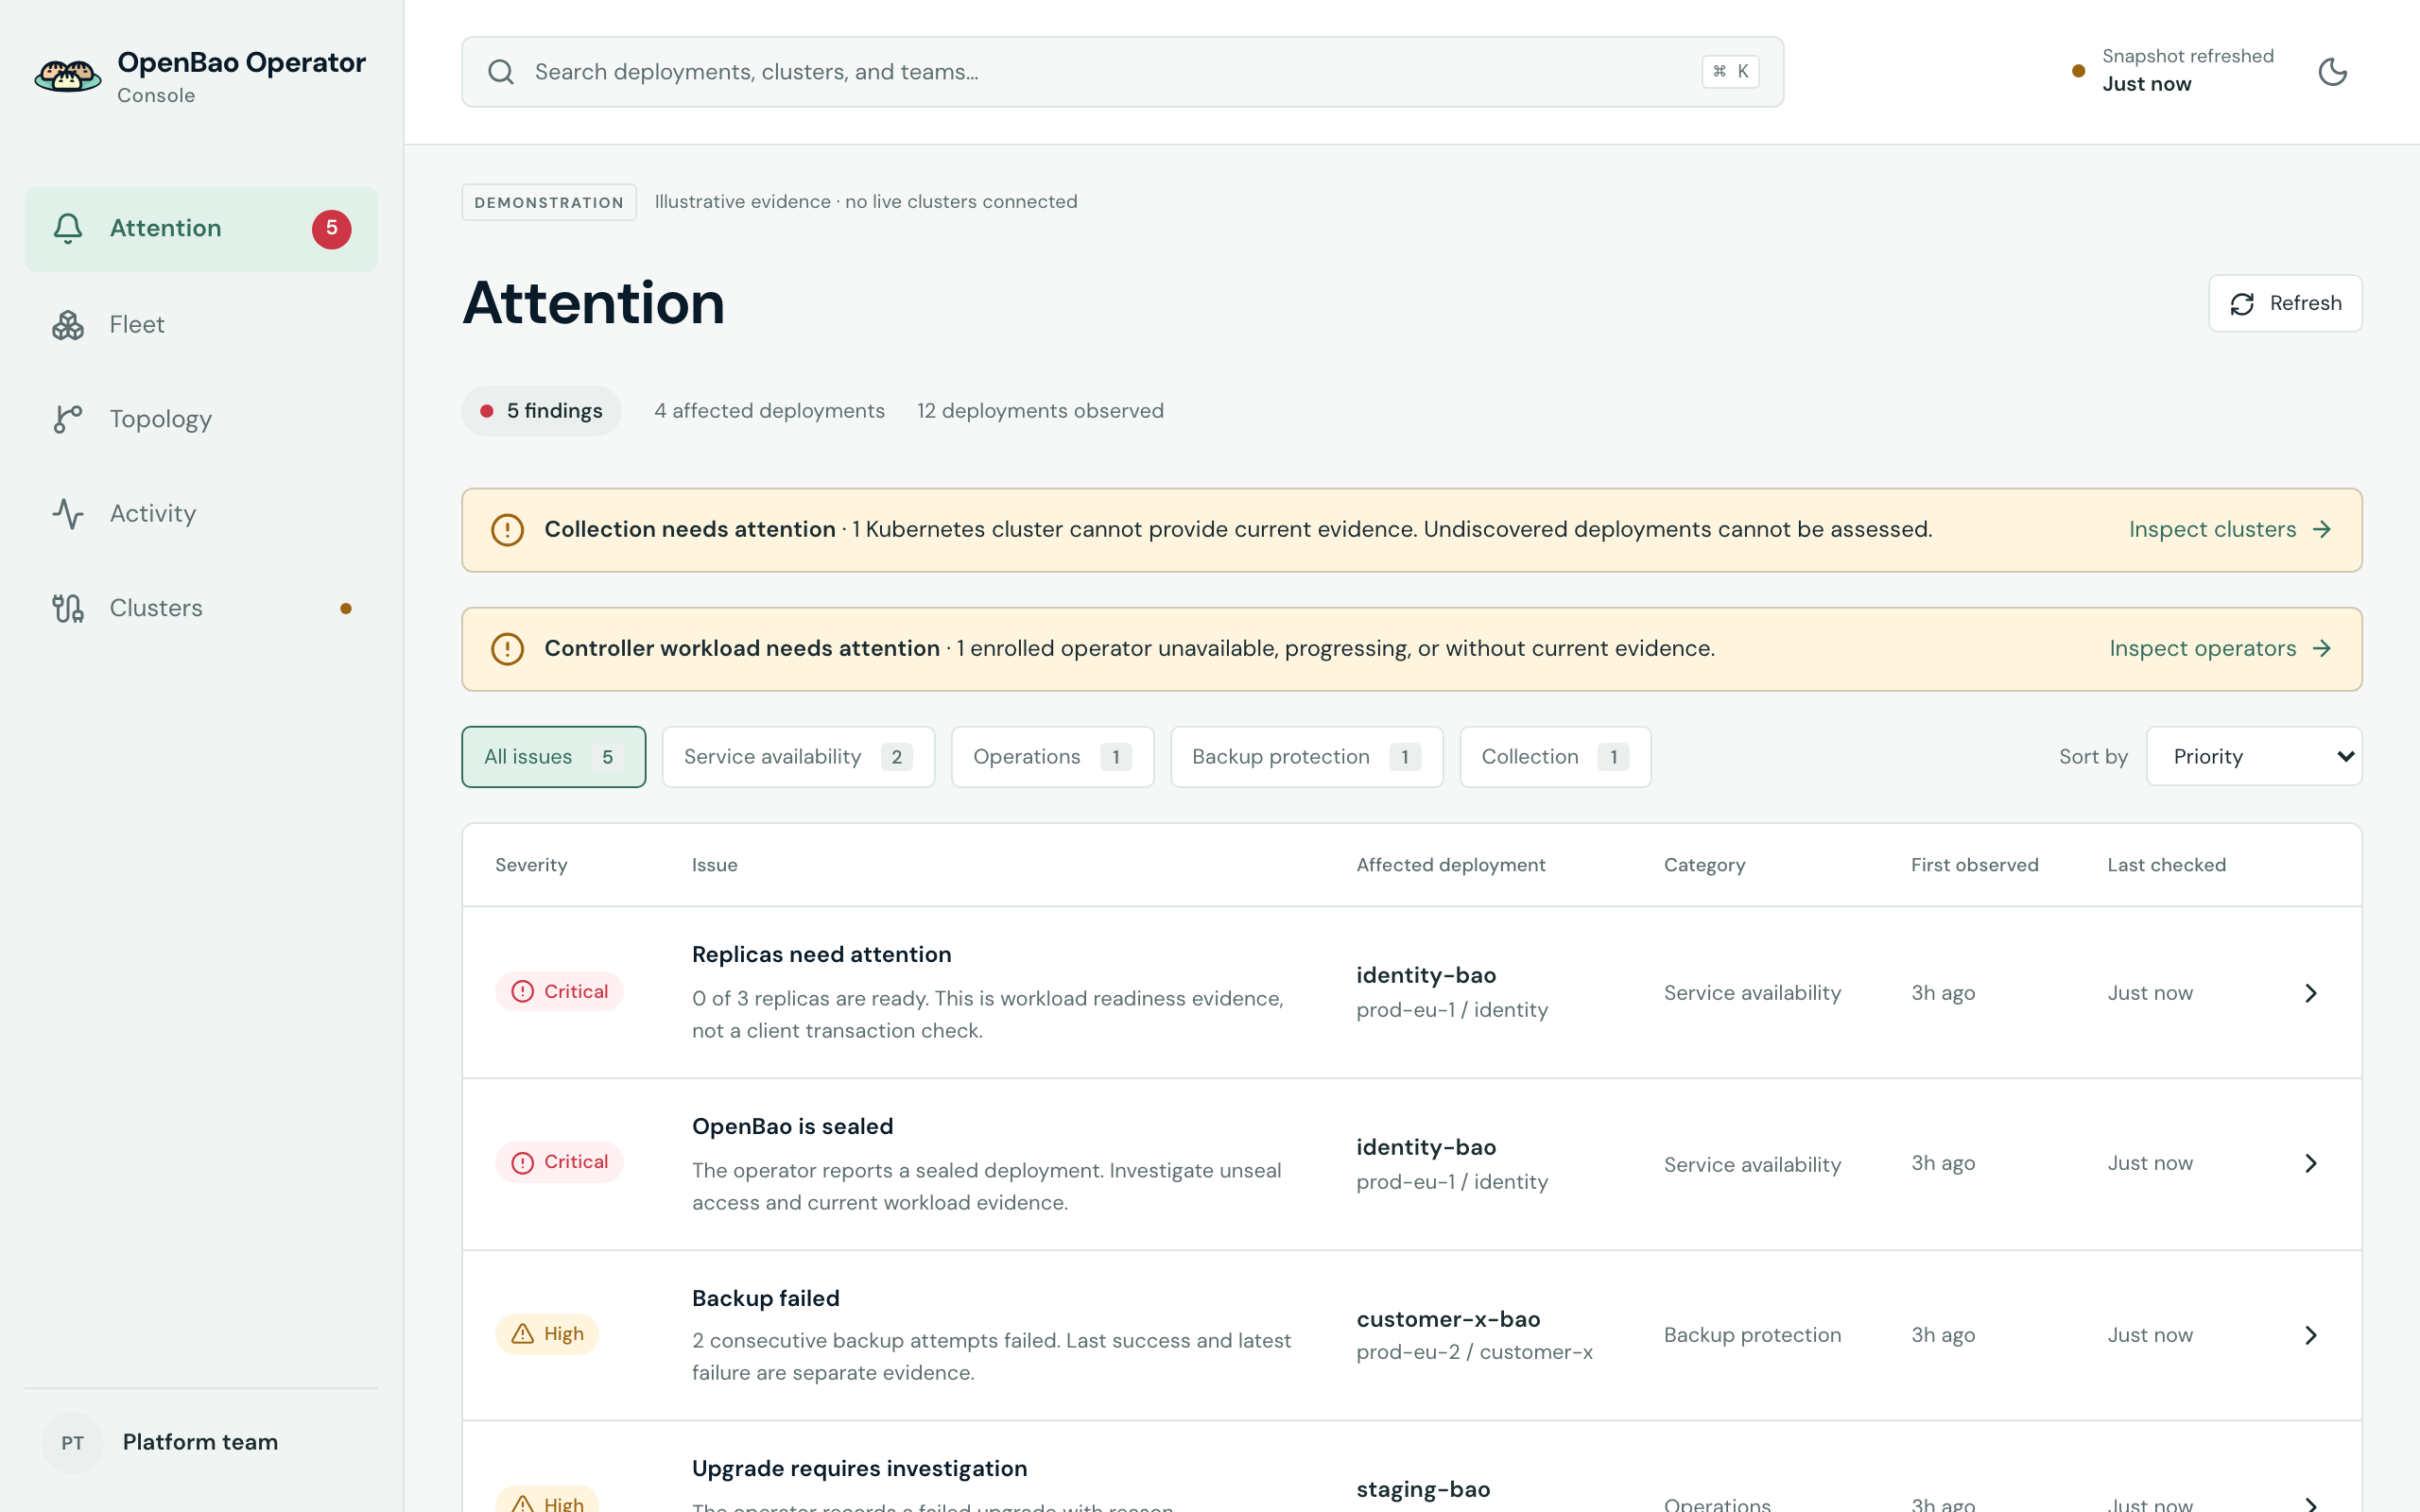 OpenBao Operator
Console
Search deployments, clusters, and teams...
⌘ K
Snapshot refreshed
Just now
Attention 5
Fleet
Topology
Activity
Clusters
PT Platform team
DEMONSTRATION Illustrative evidence · no live clusters connected
Attention
Refresh
5 findings 4 affected deployments 12 deployments observed
Collection needs attention · 1 Kubernetes cluster cannot provide current evidence. Undiscovered deployments cannot be assessed. Inspect clusters →
Controller workload needs attention · 1 enrolled operator unavailable, progressing, or without current evidence. Inspect operators →
All issues 5 Service availability 2 Operations 1 Backup protection 1 Collection 1 Sort by Priority
Severity Issue Affected deployment Category First observed Last checked
Critical
Replicas need attention
0 of 3 replicas are ready. This is workload readiness evidence,
not a client transaction check.
identity-bao
prod-eu-1 / identity
Service availability 3h ago Just now
Critical
OpenBao is sealed
The operator reports a sealed deployment. Investigate unseal
access and current workload evidence.
identity-bao
prod-eu-1 / identity
Service availability 3h ago Just now
High
Backup failed
2 consecutive backup attempts failed. Last success and latest
failure are separate evidence.
customer-x-bao
prod-eu-2 / customer-x
Backup protection 3h ago Just now
High
Upgrade requires investigation
The operator records a failed upgrade with reason
staging-bao
Operations 3h ago Just now